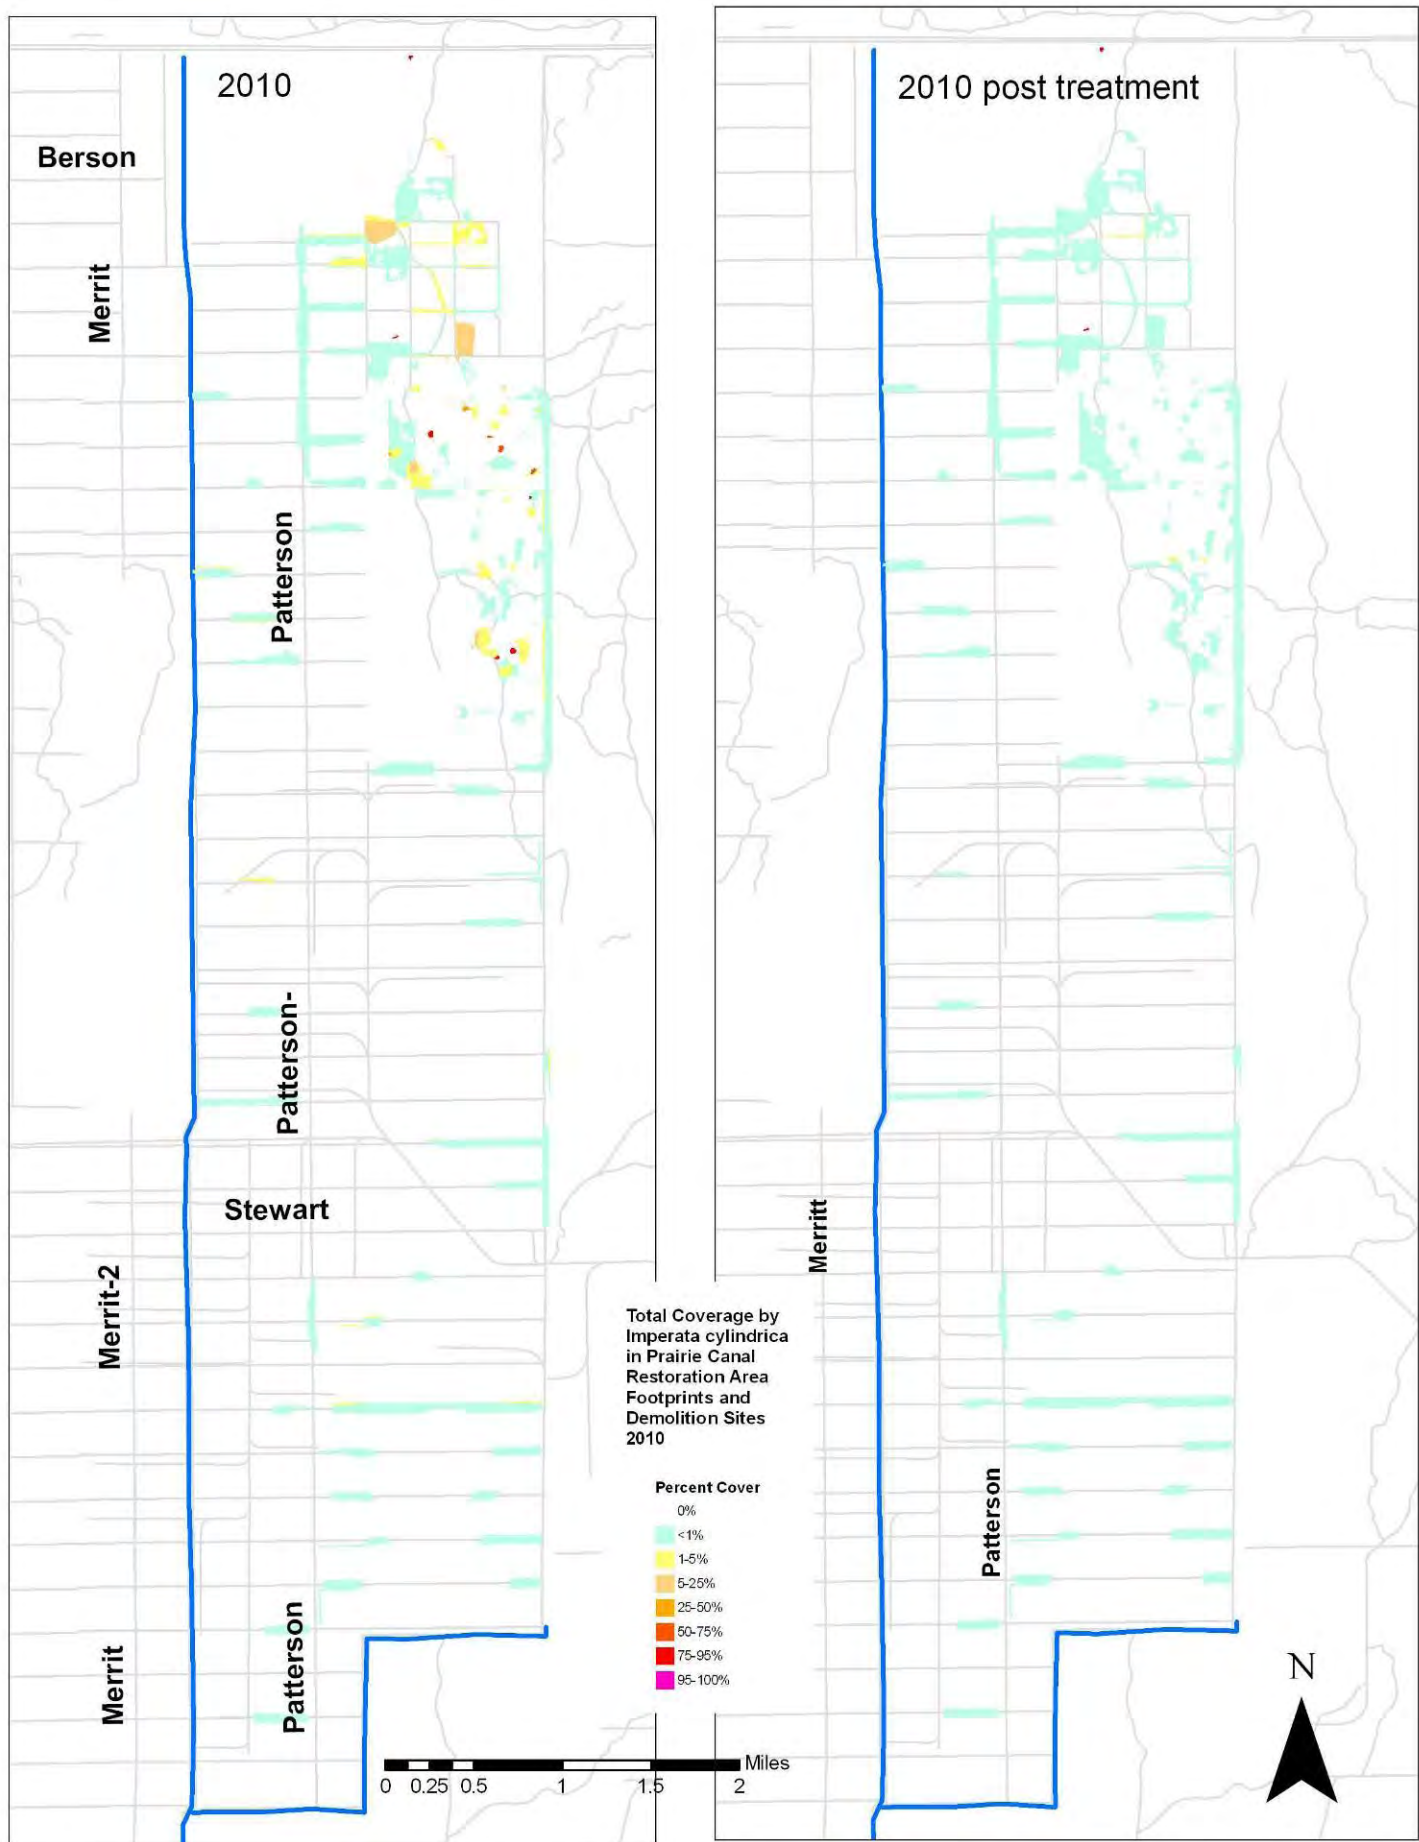 2010
2010 post treatment
Berson
Merrit
Patterson
Patterson-
Stewart
Merrit-2
Merritt
Total Coverage by
Imperata cylindrica
in Prairie Canal
Restoration Area
Footprints and
Demolition Sites
2010
Percent Cover
0%
<1%
1-5%
5-25%
25-50%
50-75%
75-95%
95-100%
Patterson
Patterson
Merrit
N
Miles
0 0.25 0.5 1 1.5 2